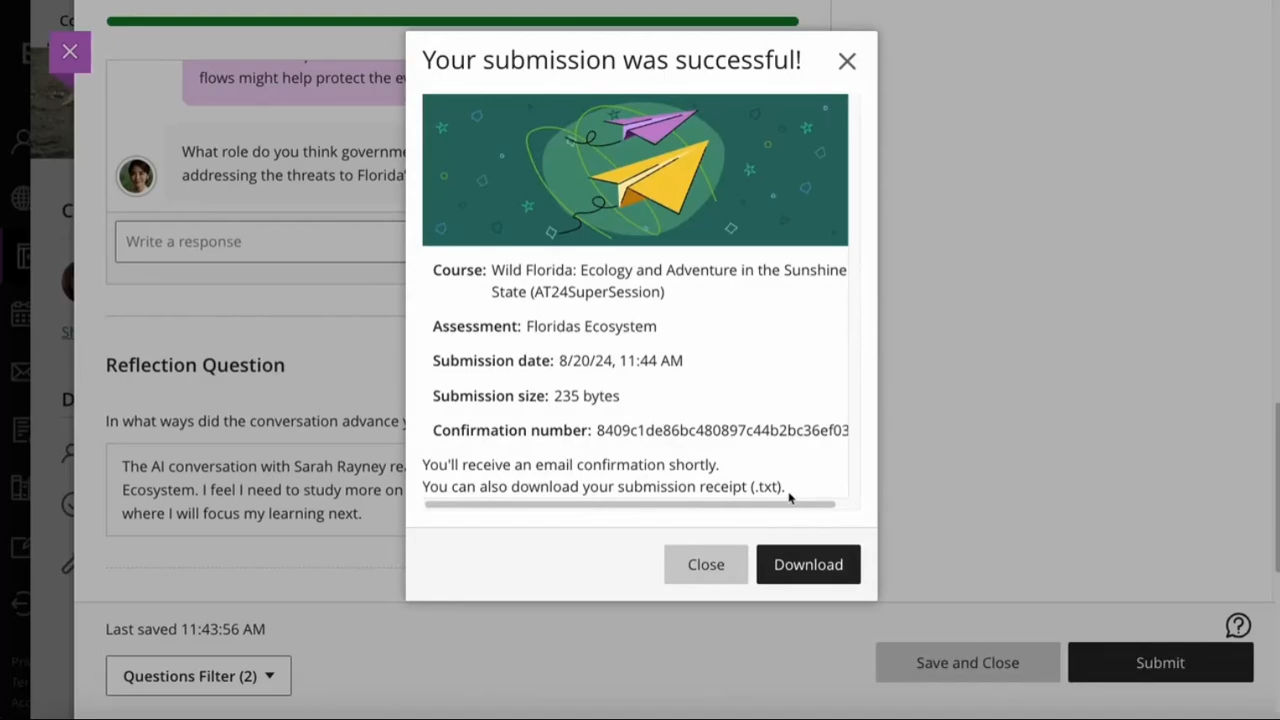 Your submission was successful!
flows might help protect the
What role do you think
addressing the threats to
Write a response
Course: Wild Florida: Ecology and Adventure in the Sunshine
State (AT24SuperSession)
Assessment: Floridas Ecosystem
Submission date: 8/20/24, 11:44 AM
Submission size: 235 bytes
Confirmation number: 8409c1de86bc480897c44b2bc36ef03
You'll receive an email confirmation shortly.
You can also download your submission receipt (.txt).
Close
Download
Reflection Question
In what ways did the conversation advance
The AI conversation with Sarah Rayney
Ecosystem. I feel I need to study more on
where I will focus my learning next.
Last saved 11:43:56 AM
Questions Filter (2)
Save and Close
Submit